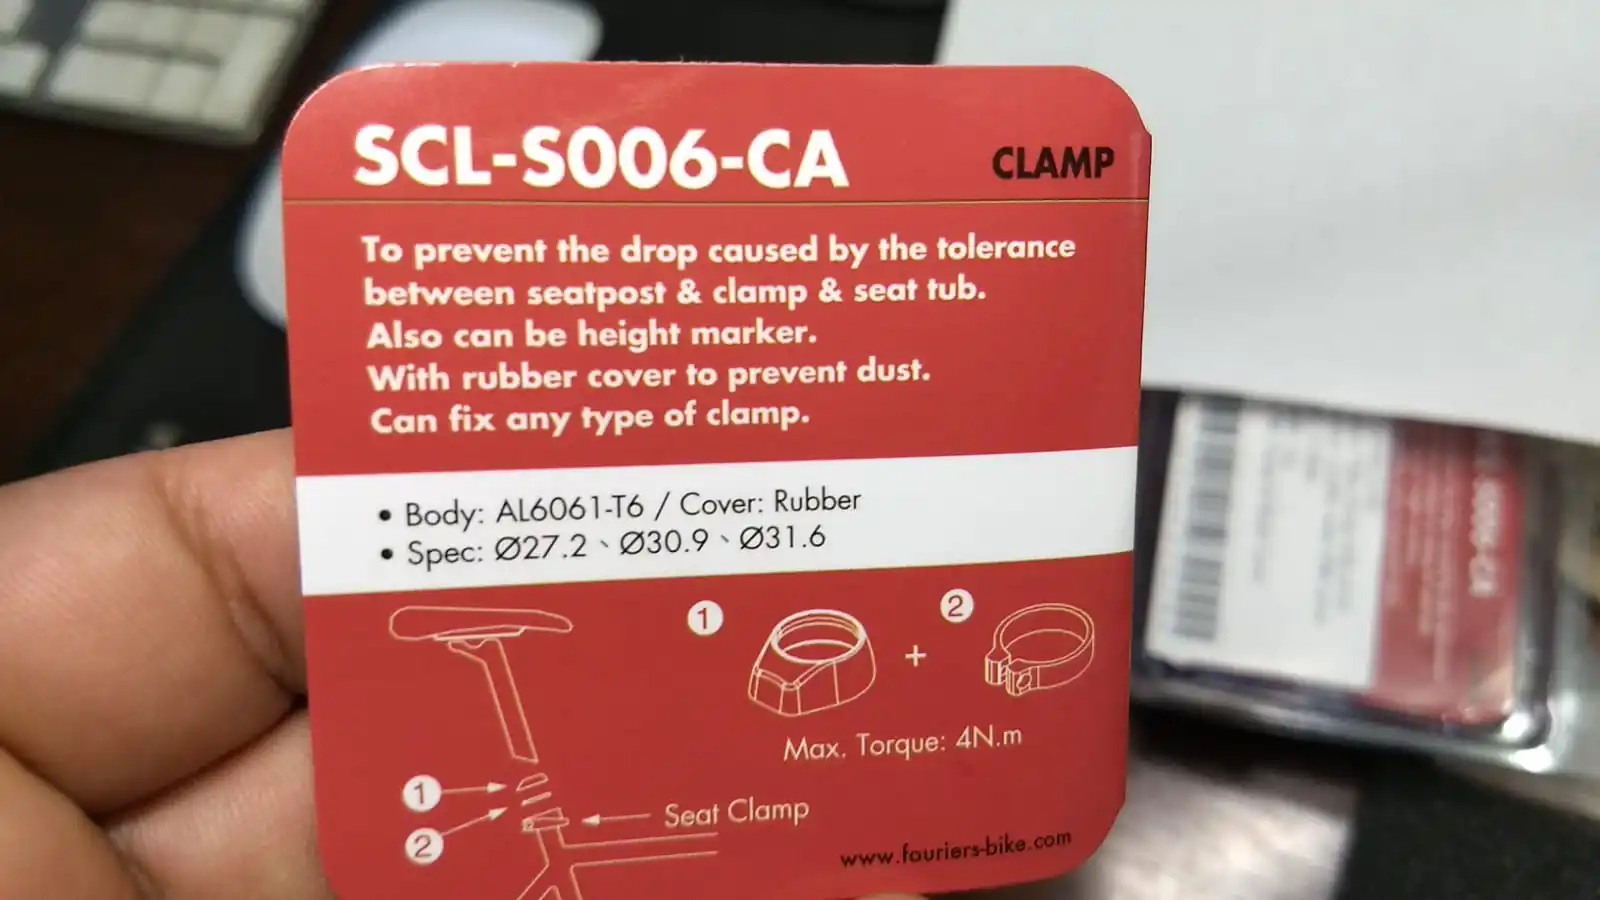 SCL-S006-CA
CLAMP
To prevent the drop caused by the tolerance
between seatpost & clamp & seat tub.
Also can be height marker.
With rubber cover to prevent dust.
Can fix any type of clamp.
• Body: AL6061-T6 / Cover: Rubber
• Spec: Ø27.2、Ø30.9、Ø31.6
1
+
2
Max. Torque: 4N.m
1
2
Seat Clamp
www.fouriers-bike.com